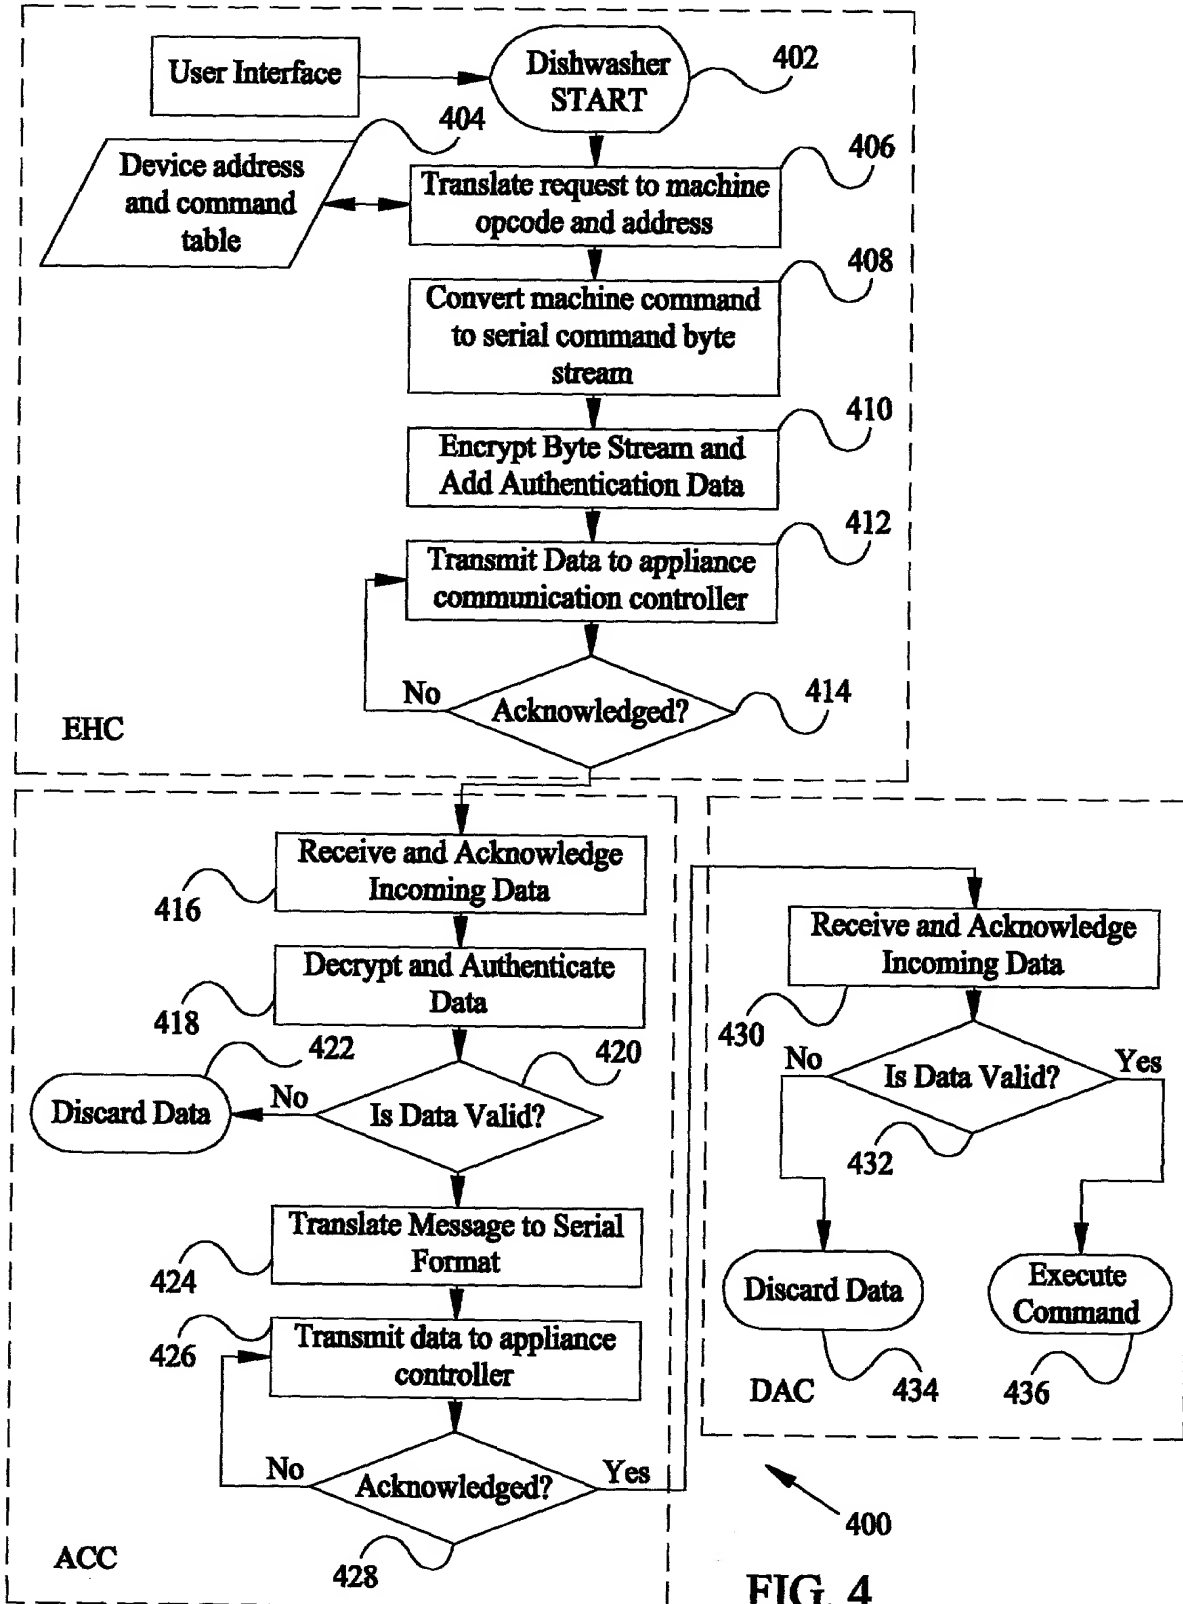 User Interface
Dishwasher
START
402
404
Device address
and command
table
406
Translate request to machine
opcode and address
408
Convert machine command
to serial command byte
stream
410
Encrypt Byte Stream and
Add Authentication Data
412
Transmit Data to appliance
communication controller
No
Acknowledged?
414
EHC
Receive and Acknowledge
Incoming Data
416
Decrypt and Authenticate
Data
418
422
420
Discard Data
No
Is Data Valid?
Translate Message to Serial
Format
424
Transmit data to appliance
controller
426
No
Acknowledged?
Yes
428
ACC
Receive and Acknowledge
Incoming Data
430
No
Is Data Valid?
Yes
432
Discard Data
Execute
Command
434
436
DAC
400
FIG. 4